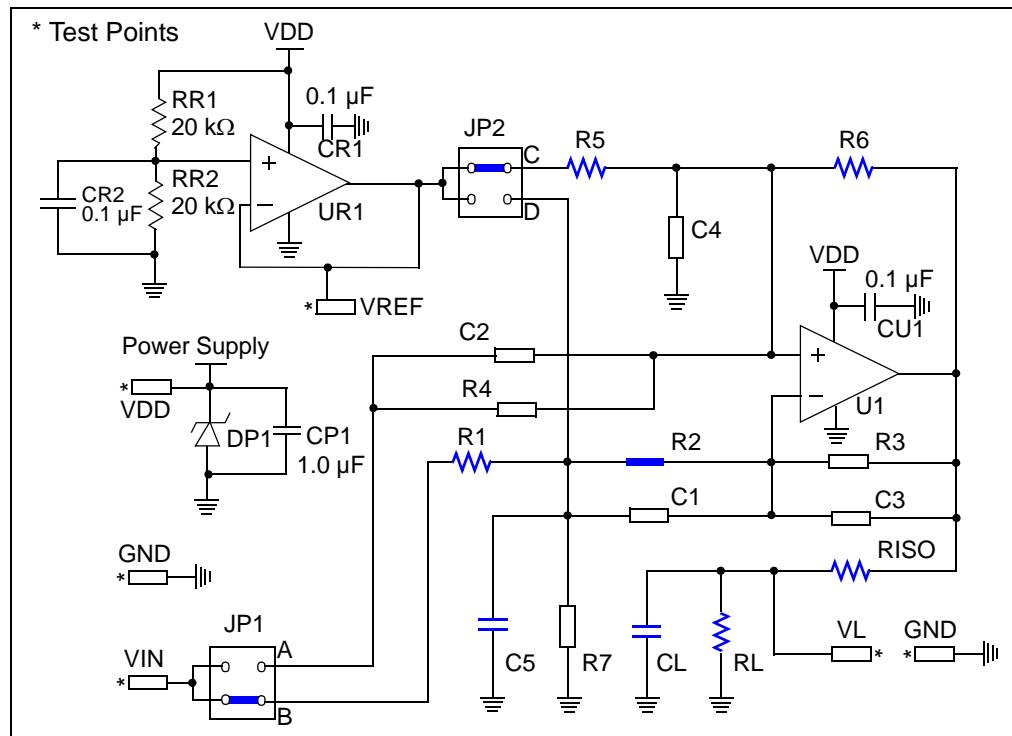 * Test Points
VDD
RR1
20 kΩ
0.1 µF
CR1
JP2
C
R5
R6
+
CR2
0.1 µF
RR2
20 kΩ
−
UR1
D
C4
VDD
* VREF
0.1 µF
CU1
C2
Power Supply
+
*
VDD
R4
−
U1
DP1
CP1
1.0 µF
R1
R2
R3
C1
C3
GND
*
RISO
JP1
VIN
*
A
B
C5
R7
CL
RL
VL
*
GND
*